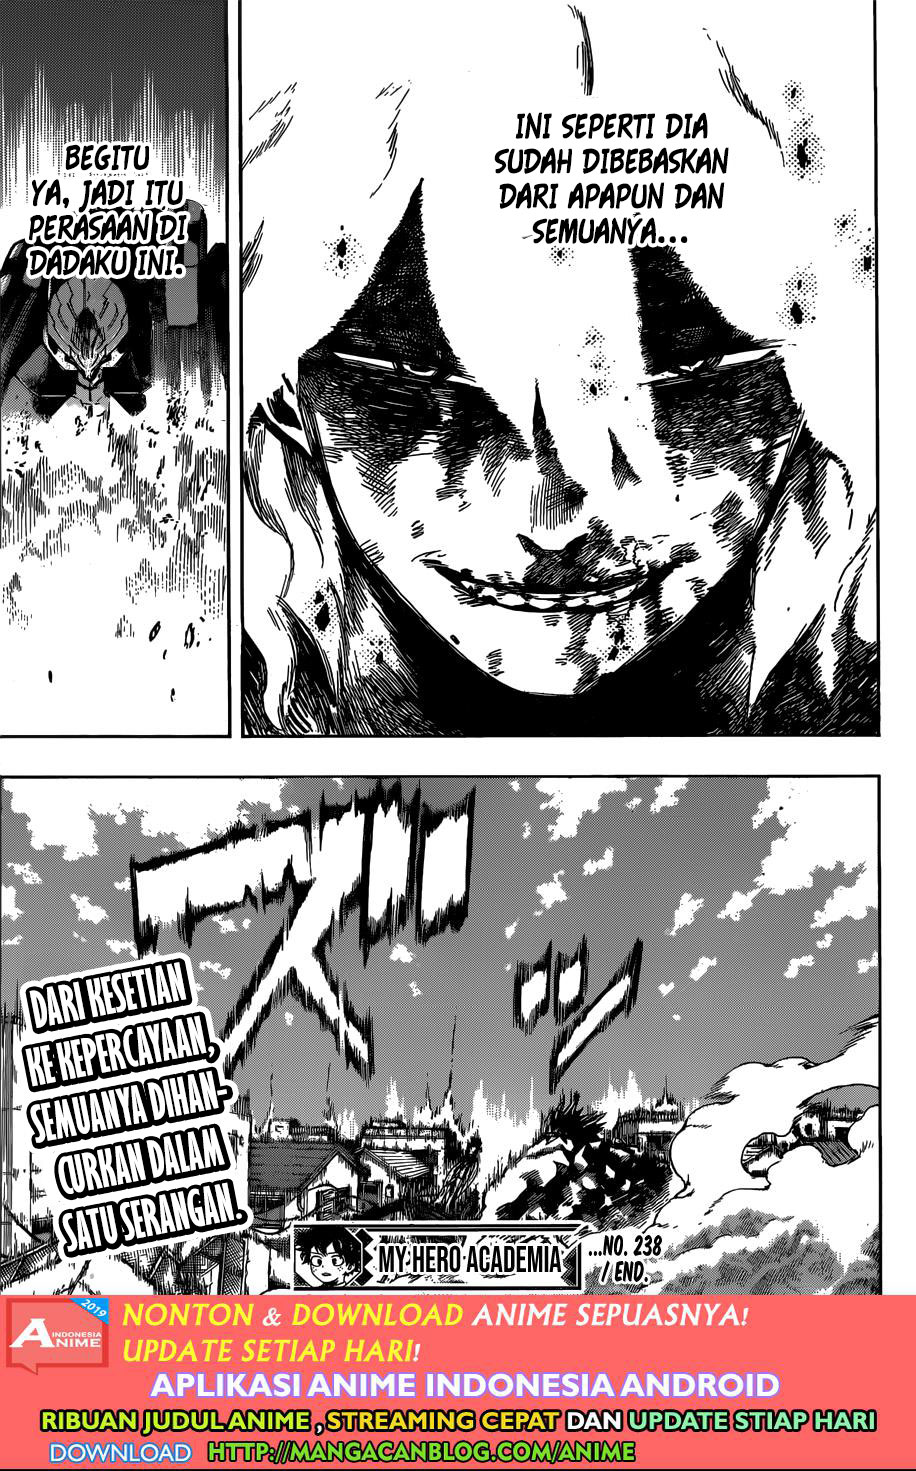 INI SEPERTI DIA
SUDAH DIBEBASKAN
DARI APAPUN DAN
SEMUANYA...
BEGITU
YA, JADI ITU
PERASAAN DI
DADAKU INI.
ズズッ
DARI KESETIAN
KE KEPERCAYAAN,
SEMUANYA DIHAN-
CURKAN DALAM
SATU SERANGAN.
MY HERO ACADEMIA
...NO. 238
/ END.
2019
INDONESIA
ANIME
NONTON & DOWNLOAD ANIME SEPUASNYA!
UPDATE SETIAP HARI!
APLIKASI ANIME INDONESIA ANDROID
RIBUAN JUDUL ANIME , STREAMING CEPAT DAN UPDATE STIAP HARI
DOWNLOAD HTTP://MANGACANBLOG.COM/ANIME